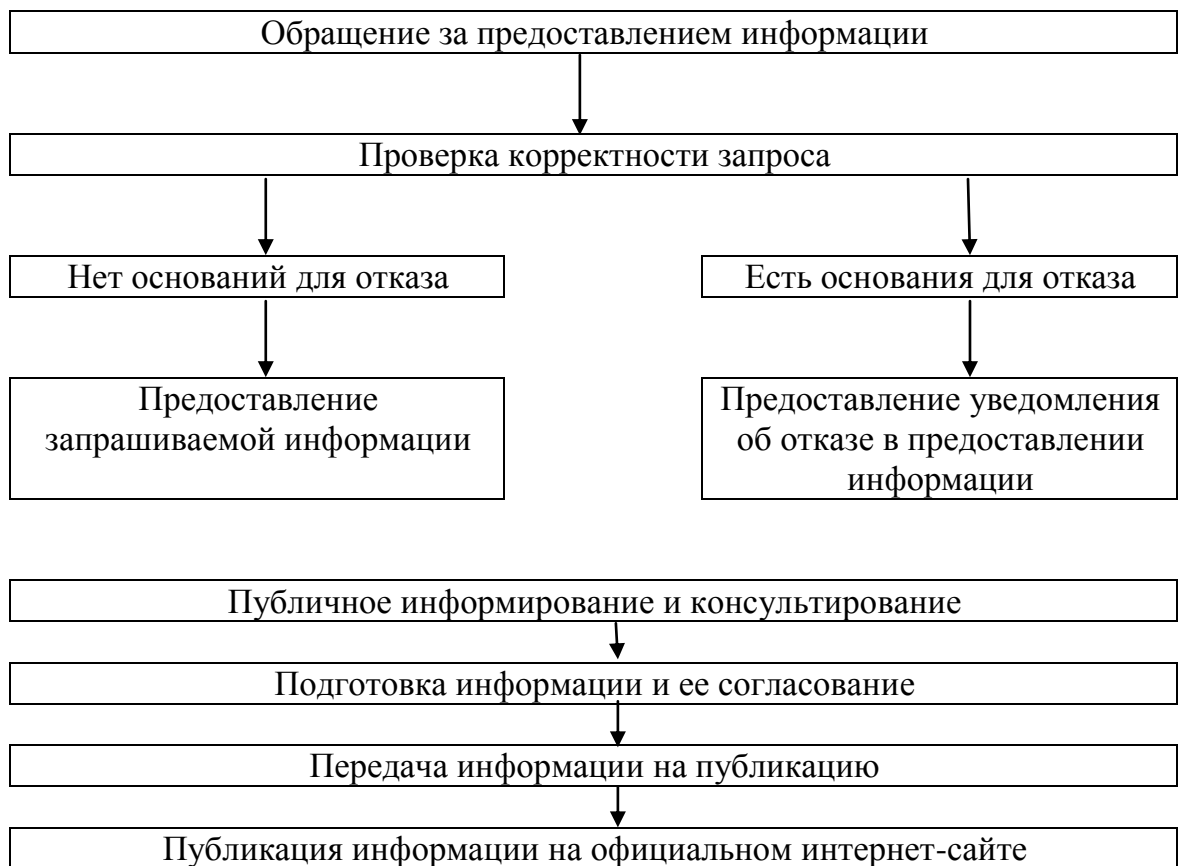 Обращение за предоставлением информации
Проверка корректности запроса
Нет оснований для отказа
Есть основания для отказа
Предоставление
запрашиваемой информации
Предоставление уведомления
об отказе в предоставлении
информации
Публичное информирование и консультирование
Подготовка информации и ее согласование
Передача информации на публикацию
Публикация информации на официальном интернет-сайте